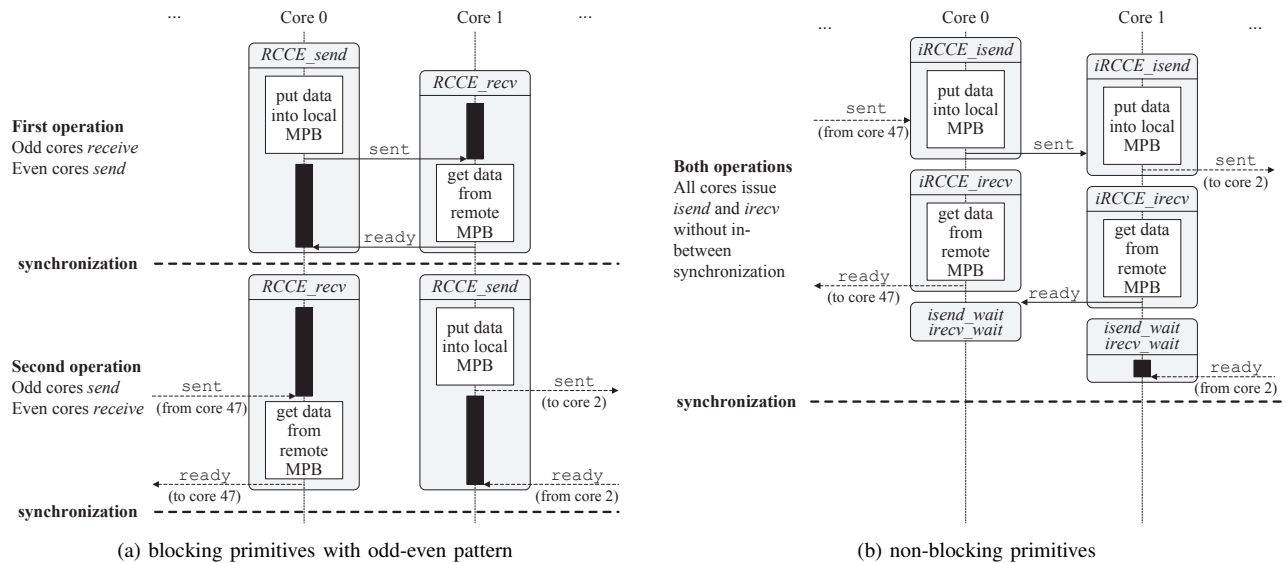 ...
Core 0
Core 1
...
RCCE_send
put data
into local
MPB
RCCE_recv
First operation
Odd cores receive
Even cores send
sent
get data
from
remote
MPB
ready
synchronization
RCCE_recv
RCCE_send
put data
into local
MPB
Second operation
Odd cores send
Even cores receive
sent
(from core 47)
sent
(to core 2)
get data
from
remote
MPB
ready
(to core 47)
ready
(from core 2)
synchronization
(a) blocking primitives with odd-even pattern
...
Core 0
Core 1
...
iRCCE_isend
put data
into local
MPB
iRCCE_isend
put data
into local
MPB
sent
(from core 47)
sent
sent
(to core 2)
Both operations
All cores issue
isend and irecv
without in-
between
synchronization
iRCCE_irecv
get data
from
remote
MPB
iRCCE_irecv
get data
from
remote
MPB
ready
(to core 47)
ready
isend_wait
irecv_wait
isend_wait
irecv_wait
ready
(from core 2)
synchronization
(b) non-blocking primitives